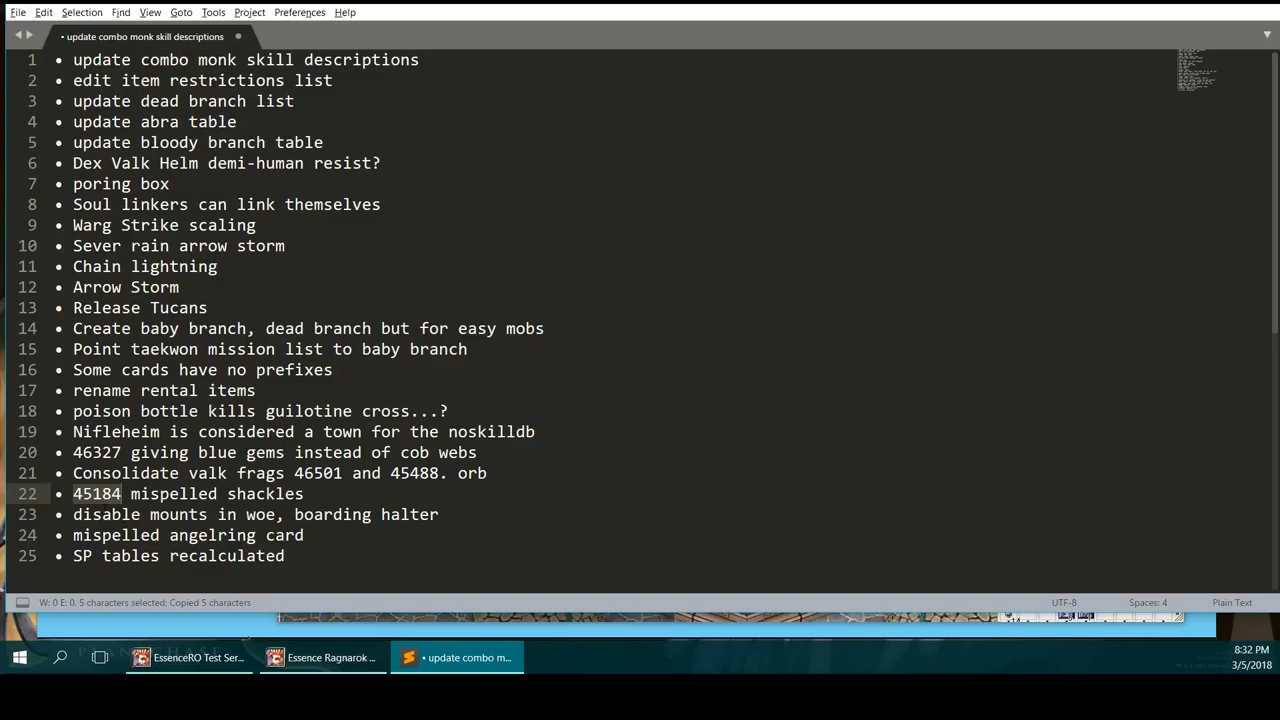 File Edit Selection Find View Goto Tools Project Preferences Help
• update combo monk skill descriptions
1 • update combo monk skill descriptions
2 • edit item restrictions list
3 • update dead branch list
4 • update abra table
5 • update bloody branch table
6 • Dex Valk Helm demi-human resist?
7 • poring box
8 • Soul linkers can link themselves
9 • Warg Strike scaling
10 • Sever rain arrow storm
11 • Chain lightning
12 • Arrow Storm
13 • Release Tucans
14 • Create baby branch, dead branch but for easy mobs
15 • Point taekwon mission list to baby branch
16 • Some cards have no prefixes
17 • rename rental items
18 • poison bottle kills guilotine cross...?
19 • Nifleheim is considered a town for the noskilldb
20 • 46327 giving blue gems instead of cob webs
21 • Consolidate valk frags 46501 and 45488. orb
22 • 45184 mispelled shackles
23 • disable mounts in woe, boarding halter
24 • mispelled angelring card
25 • SP tables recalculated
W: 0 E: 0, 5 characters selected; Copied 5 characters UTF-8 Spaces: 4 Plain Text
EssenceRO Test Ser... Essence Ragnarok ... • update combo m... 8:32 PM
3/5/2018